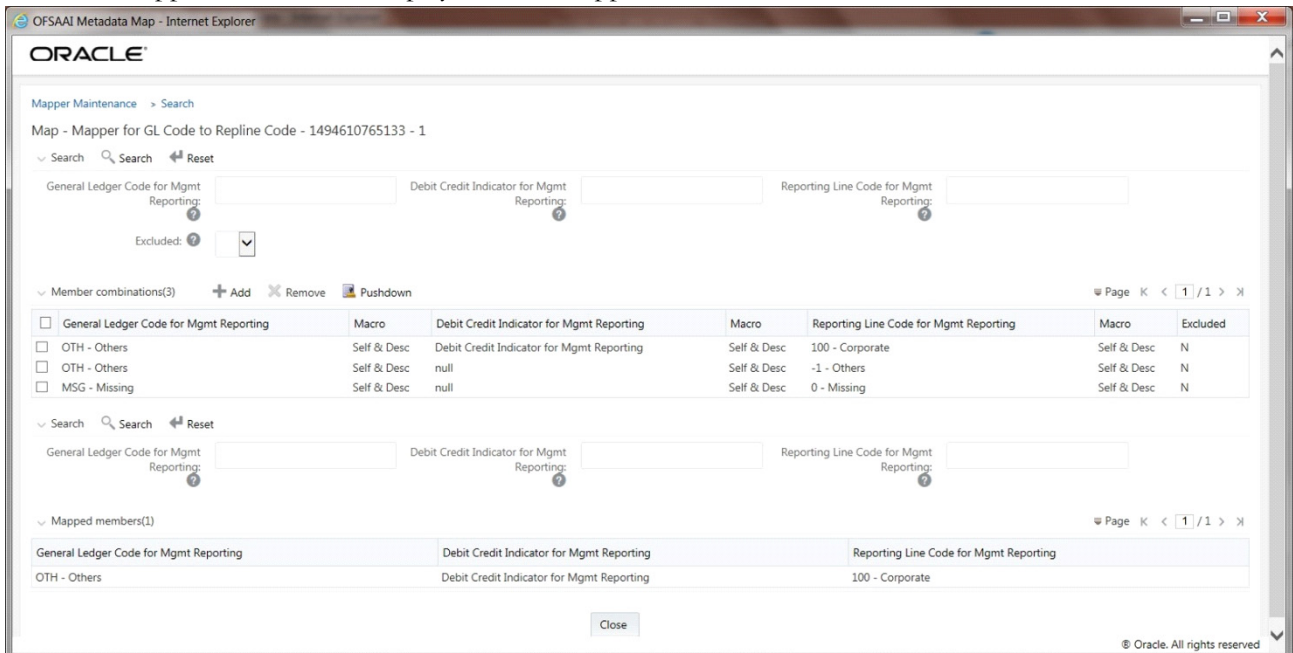 OFSAAI Metadata Map - Internet Explorer
ORACLE
Mapper Maintenance » Search
Map - Mapper for GL Code to Repline Code - 1494610765133 - 1
Search Search Reset
General Ledger Code for Mgmt Reporting: Debit Credit Indicator for Mgmt Reporting: Reporting Line Code for Mgmt Reporting:
Excluded:
Member combinations(3) Add Remove Pushdown Page 1 / 1
General Ledger Code for Mgmt Reporting Macro Debit Credit Indicator for Mgmt Reporting Macro Reporting Line Code for Mgmt Reporting Macro Excluded
OTH - Others Self & Desc Debit Credit Indicator for Mgmt Reporting Self & Desc 100 - Corporate Self & Desc N
OTH - Others Self & Desc null Self & Desc -1 - Others Self & Desc N
MSG - Missing Self & Desc null Self & Desc 0 - Missing Self & Desc N
Search Search Reset
General Ledger Code for Mgmt Reporting: Debit Credit Indicator for Mgmt Reporting: Reporting Line Code for Mgmt Reporting:
Mapped members(1) Page 1 / 1
General Ledger Code for Mgmt Reporting Debit Credit Indicator for Mgmt Reporting Reporting Line Code for Mgmt Reporting
OTH - Others Debit Credit Indicator for Mgmt Reporting 100 - Corporate
Close
® Oracle. All rights reserved